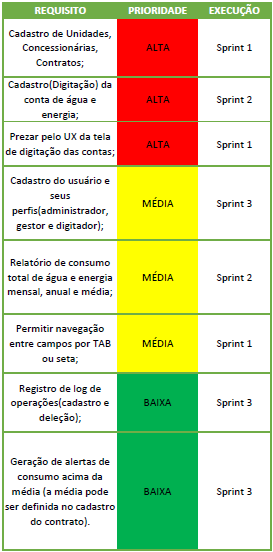 REQUISITO PRIORIDADE EXECUÇÃO
Cadastro de Unidades,
Concessionárias,
Contratos;
ALTA
Sprint 1
Cadastro(Digitação) da
conta de água e
energia;
ALTA
Sprint 2
Prezar pelo UX da tela
de digitação das contas;
ALTA
Sprint 1
Cadastro do usuário e
seus
perfis(administrador,
gestor e digitador);
MÉDIA
Sprint 3
Relatório de consumo
total de água e energia
mensal, anual e média;
MÉDIA
Sprint 2
Permitir navegação
entre campos por TAB
ou seta;
MÉDIA
Sprint 1
Registro de log de
operações(cadastro e
deleção);
BAIXA
Sprint 3
Geração de alertas de
consumo acima da
média (a média pode
ser definida no cadastro
do contrato).
BAIXA
Sprint 3